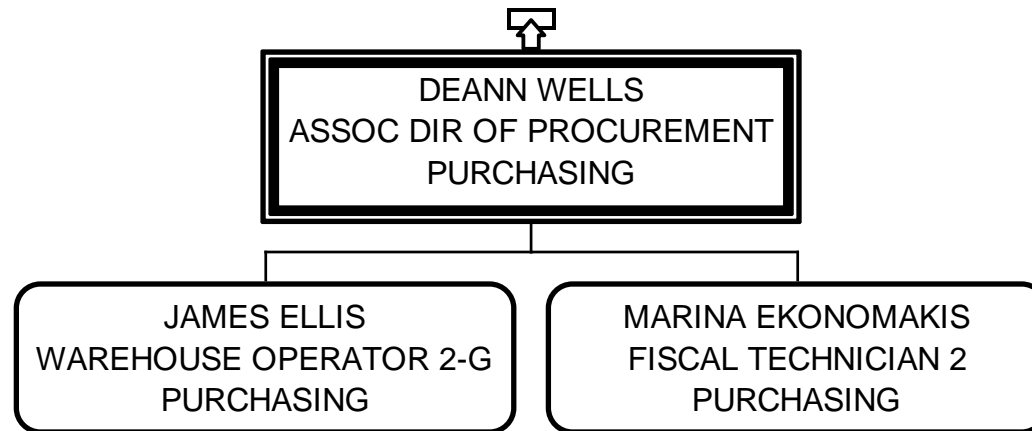 DEANN WELLS
ASSOC DIR OF PROCUREMENT
PURCHASING
JAMES ELLIS
WAREHOUSE OPERATOR 2-G
PURCHASING
MARINA EKONOMAKIS
FISCAL TECHNICIAN 2
PURCHASING